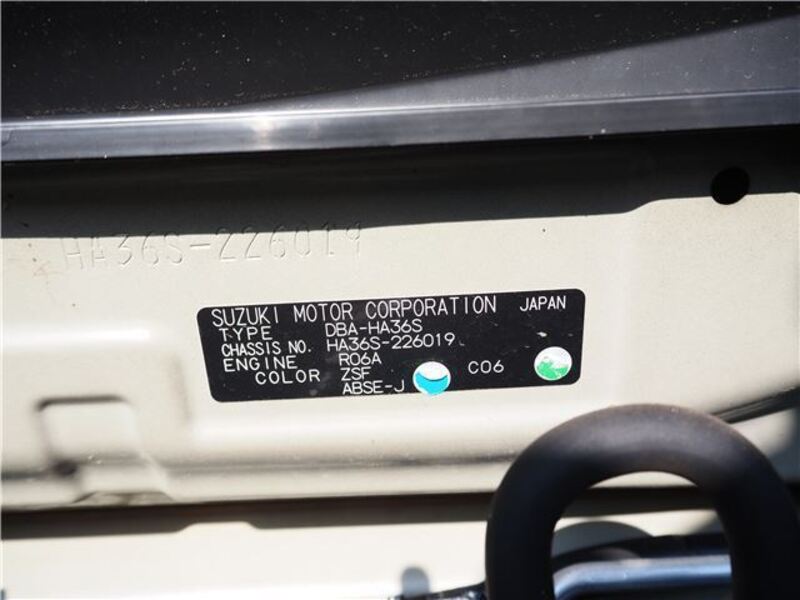 HA36S-226019
SUZUKI MOTOR CORPORATION JAPAN
TYPE DBA-HA36S
CHASSIS NO. HA36S-226019
ENGINE R06A
COLOR ZSF C06
ABSE-J